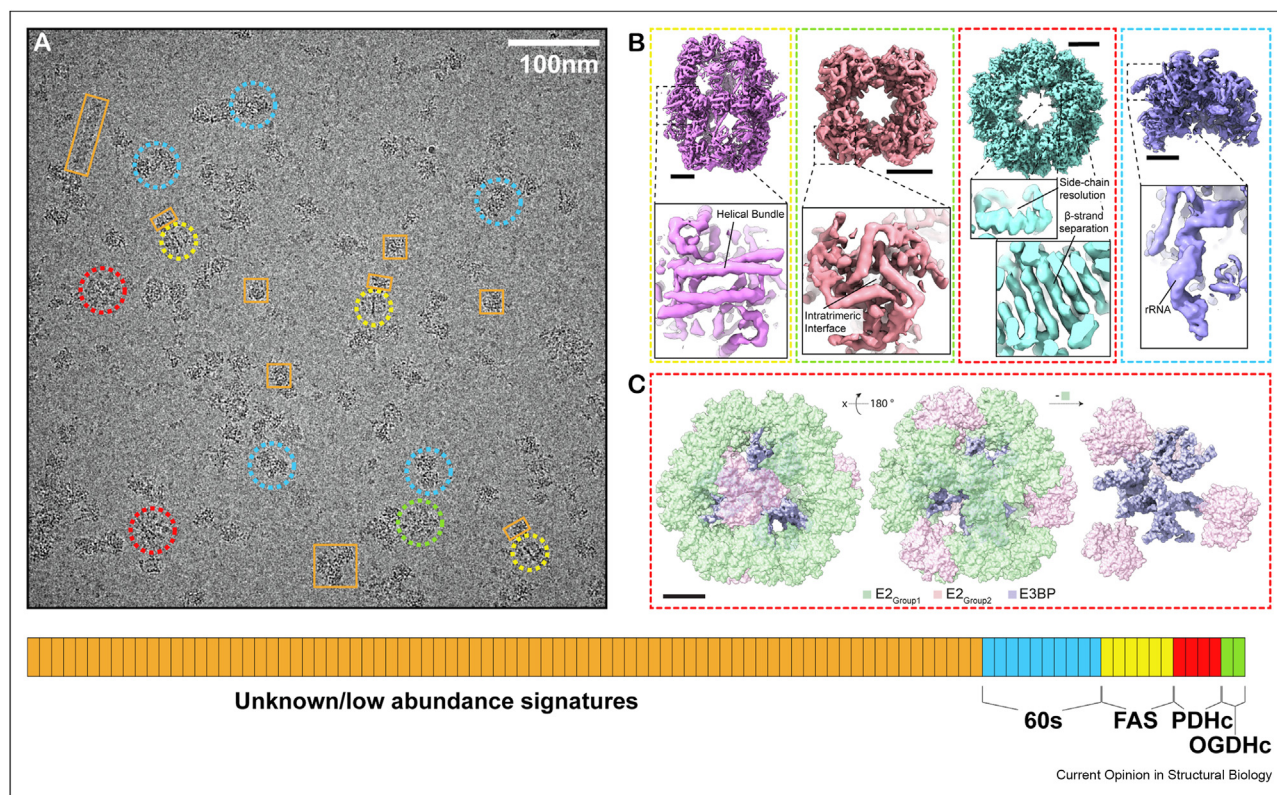 A
100nm
B
Helical Bundle
Intratrimeric
Interface
Side-chain
resolution
β-strand
separation
rRNA
C
x 180 °
-
E2Group1 E2Group2 E3BP
Unknown/low abundance signatures
60s FAS PDHc
OGDHc
Current Opinion in Structural Biology